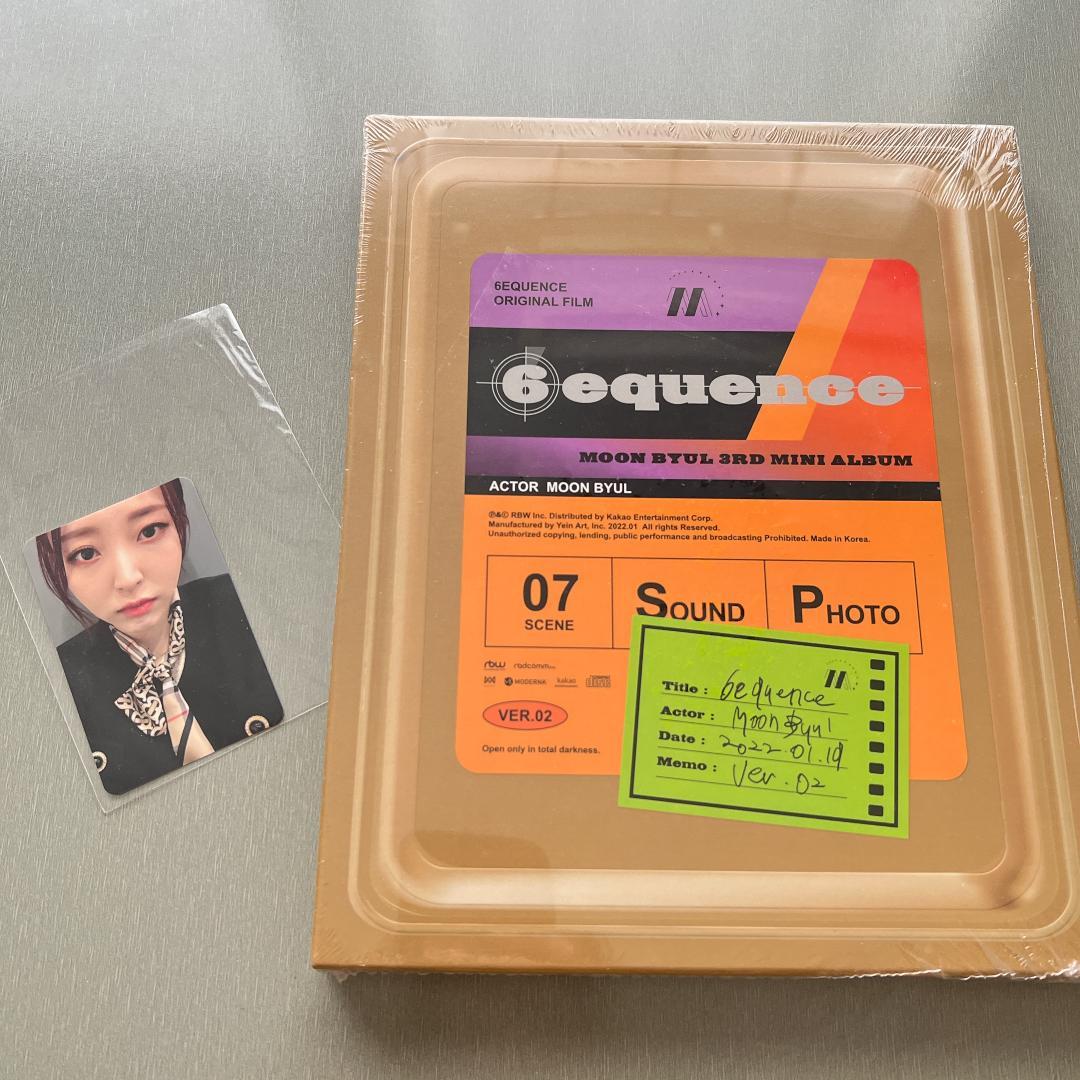 6EQUENCE
ORIGINAL FILM
6equence
MOON BYUL 3RD MINI ALBUM
ACTOR MOON BYUL
℗&© RBW Inc. Distributed by Kakao Entertainment Corp.
Manufactured by Yein Art, Inc. 2022.01 All rights Reserved.
Unauthorized copying, lending, public performance and broadcasting Prohibited. Made in Korea.
07
SCENE
SOUND
PHOTO
rbw
MODERNK kakao
VER.02
Open only in total darkness.
Title : 6equence
Actor : Moon Byul
Date : 2022.01.19
Memo : Ver. 02